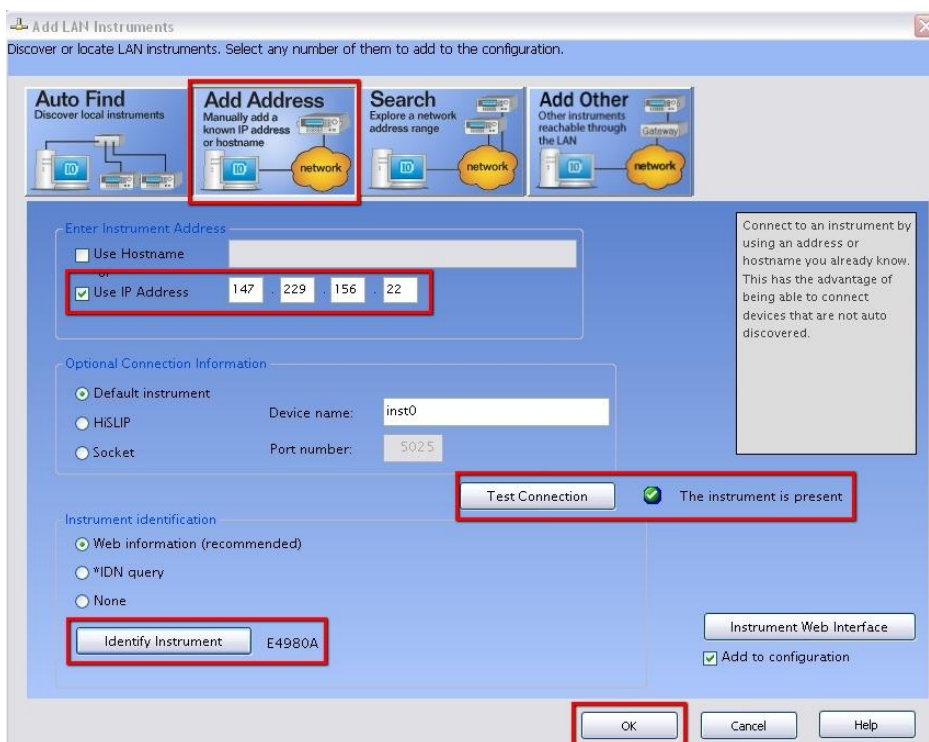 Add LAN Instruments
Discover or locate LAN instruments. Select any number of them to add to the configuration.
Auto Find
Discover local instruments
IO
Add Address
Manually add a
known IP address
or hostname
IO
network
Search
Explore a network
address range
IO
network
Add Other
Other instruments
reachable through
the LAN
Gateway
IO
network
Enter Instrument Address
Use Hostname
or
Use IP Address 147 . 229 . 156 . 22
Connect to an instrument by
using an address or
hostname you already know.
This has the advantage of
being able to connect
devices that are not auto
discovered.
Optional Connection Information
Default instrument
HiSLIP
Socket
Device name: inst0
Port number: 5025
Test Connection The instrument is present
Instrument identification
Web information (recommended)
*IDN query
None
Identify Instrument E4980A
Instrument Web Interface
Add to configuration
OK Cancel Help